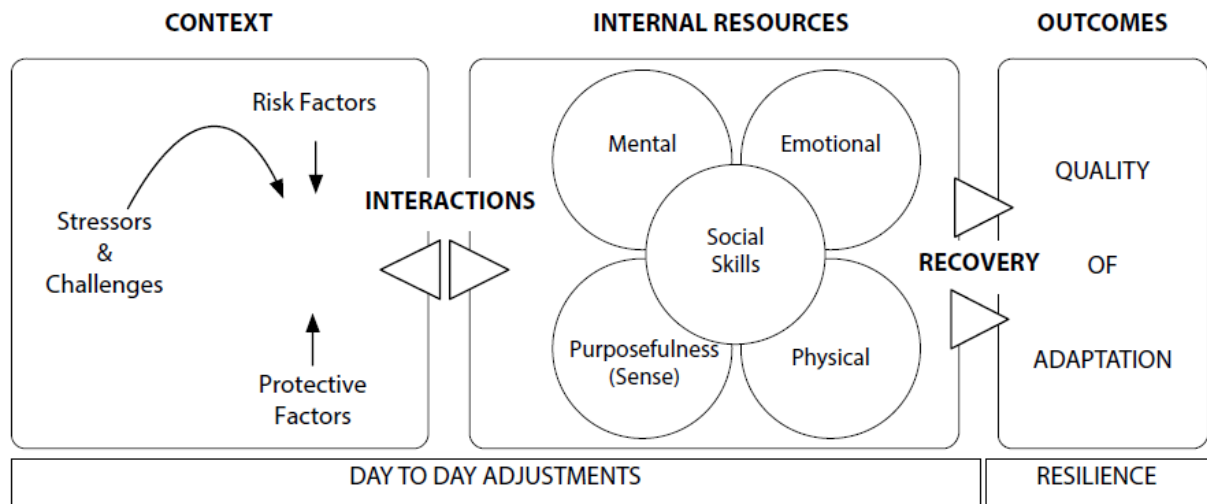 CONTEXT
INTERNAL RESOURCES
OUTCOMES
Risk Factors
Stressors
&
Challenges
Protective
Factors
INTERACTIONS
Mental
Emotional
Social
Skills
Purposefulness
(Sense)
Physical
RECOVERY
QUALITY
OF
ADAPTATION
DAY TO DAY ADJUSTMENTS
RESILIENCE